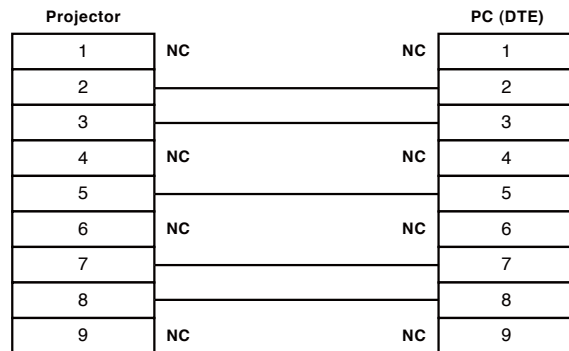 Projector PC (DTE)
1 NC NC 1
2 2
3 3
4 NC NC 4
5 5
6 NC NC 6
7 7
8 8
9 NC NC 9